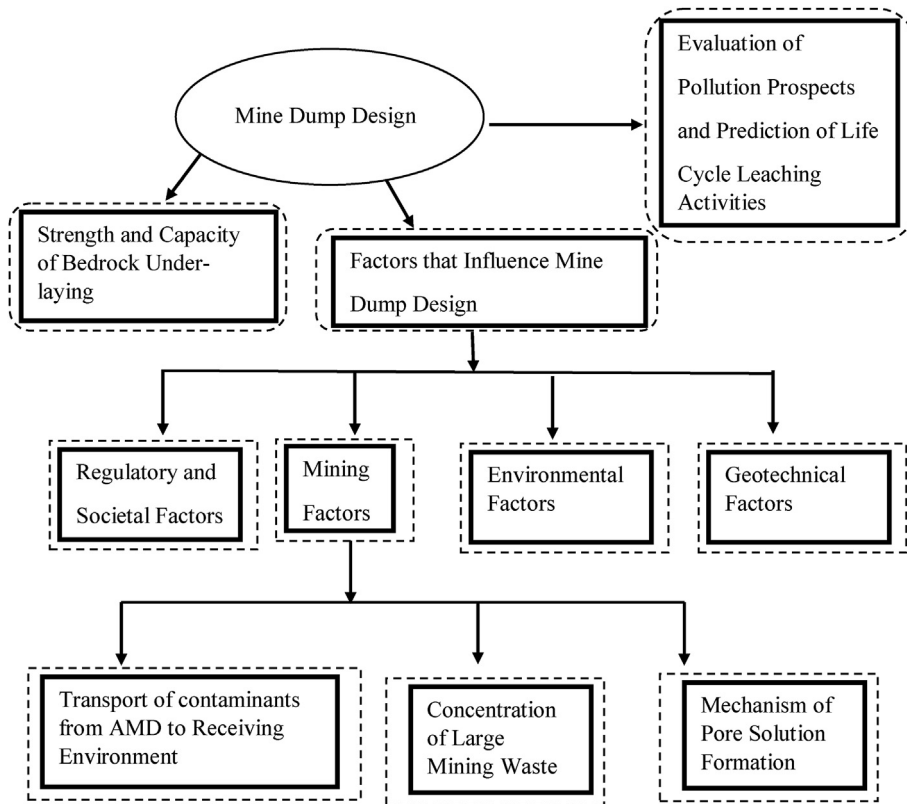 Mine Dump Design
Evaluation of
Pollution Prospects
and Prediction of Life
Cycle Leaching
Activities
Strength and Capacity
of Bedrock Under-
laying
Factors that Influence Mine
Dump Design
Regulatory and
Societal Factors
Mining
Factors
Environmental
Factors
Geotechnical
Factors
Transport of contaminants
from AMD to Receiving
Environment
Concentration
of Large
Mining Waste
Mechanism of
Pore Solution
Formation